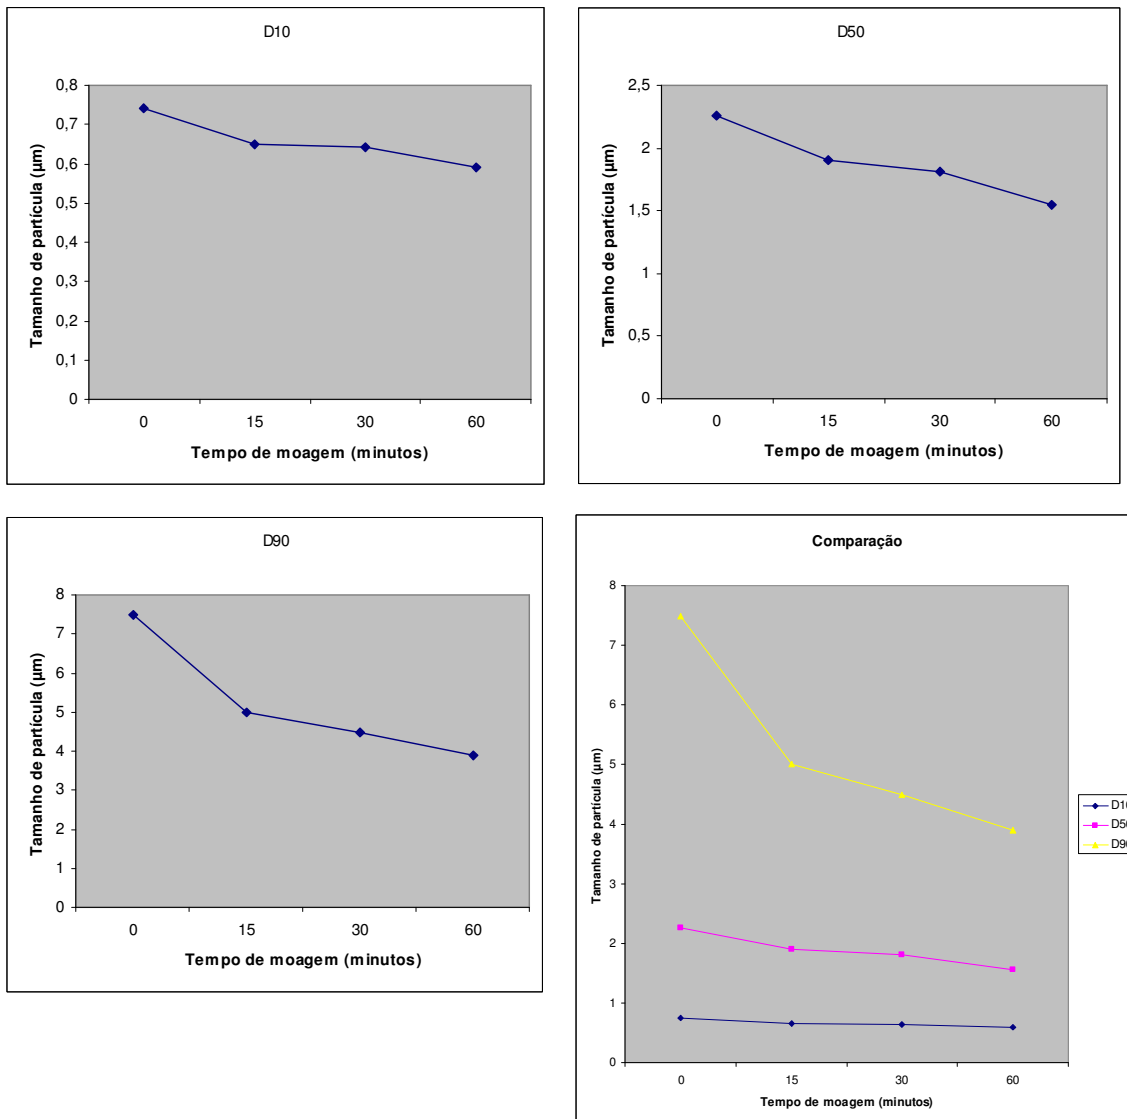 D10
Tamanho de partícula (µm)
0,8
0,7
0,6
0,5
0,4
0,3
0,2
0,1
0
0 15 30 60
Tempo de moagem (minutos)
D50
Tamanho de partícula (µm)
2,5
2
1,5
1
0,5
0
0 15 30 60
Tempo de moagem (minutos)
D90
Tamanho de partícula (µm)
8
7
6
5
4
3
2
1
0
0 15 30 60
Tempo de moagem (minutos)
Comparação
Tamanho de partícula (µm)
8
7
6
5
4
3
2
1
0
0 15 30 60
Tempo de moagem (minutos)